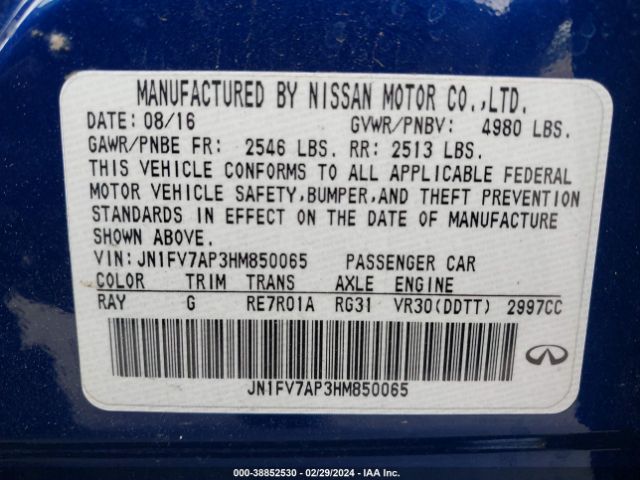 MANUFACTURED BY NISSAN MOTOR CO.,LTD.
DATE: 08/16 GVWR/PNBV: 4980 LBS.
GAWR/PNBE FR: 2546 LBS. RR: 2513 LBS.
THIS VEHICLE CONFORMS TO ALL APPLICABLE FEDERAL
MOTOR VEHICLE SAFETY,BUMPER,AND THEFT PREVENTION
STANDARDS IN EFFECT ON THE DATE OF MANUFACTURE
SHOWN ABOVE.
VIN:JN1FV7AP3HM850065 PASSENGER CAR
COLOR TRIM TRANS AXLE ENGINE
RAY G RE7R01A RG31 VR30(DDTT) 2997CC
JN1FV7AP3HM850065
INFINITI
000-38852530 - 02/29/2024 - IAA Inc.